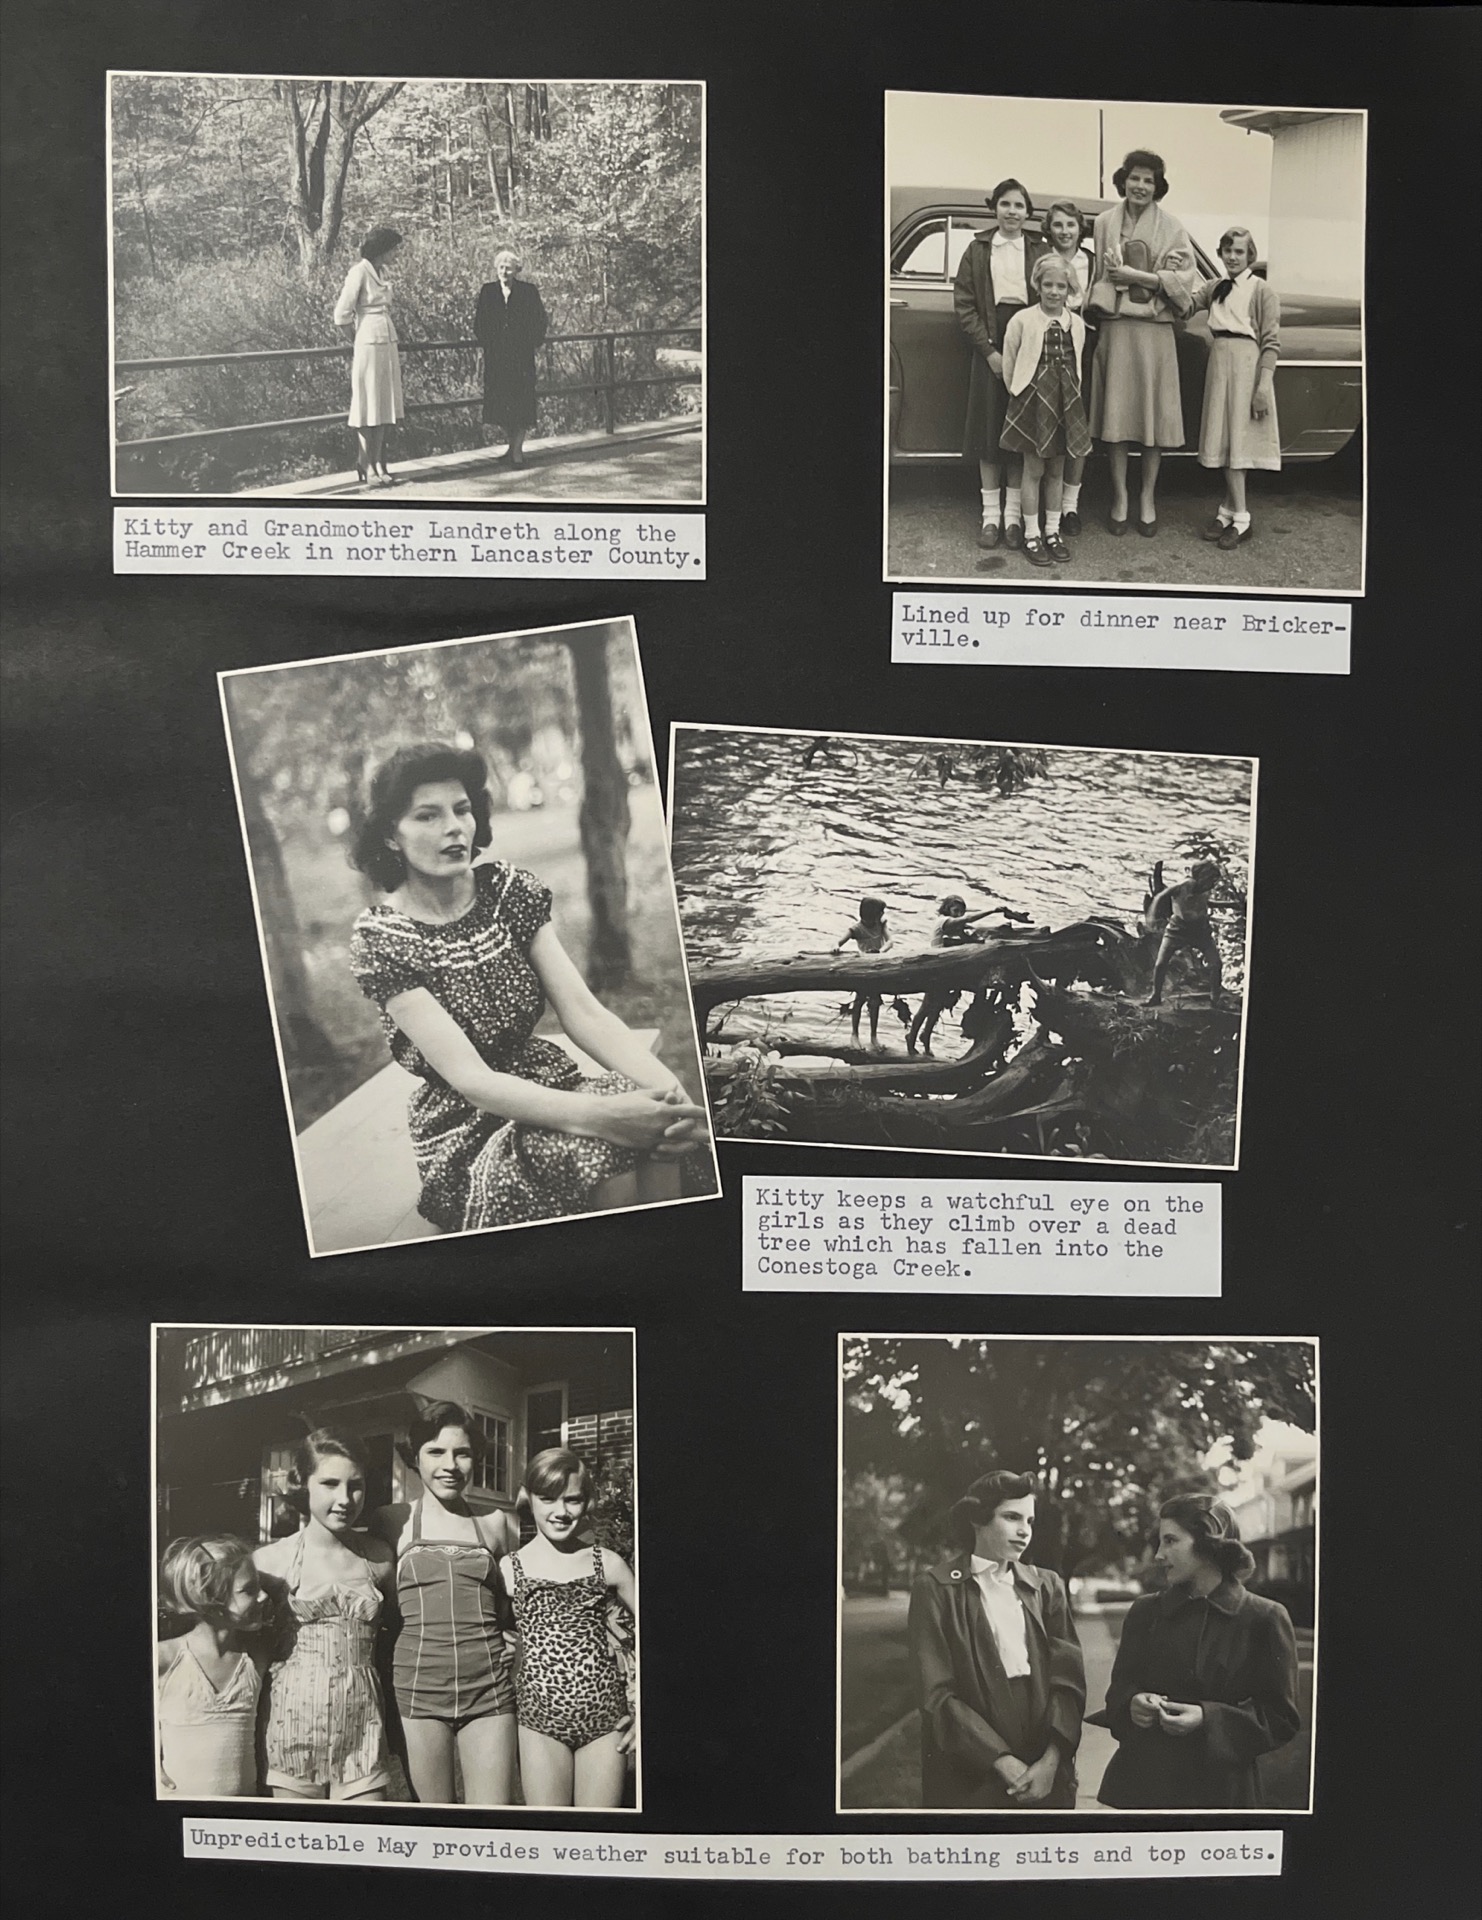 Kitty and Grandmother Landreth along the
Hammer Creek in northern Lancaster County.
Lined up for dinner near Bricker-
ville.
Kitty keeps a watchful eye on the
girls as they climb over a dead
tree which has fallen into the
Conestoga Creek.
Unpredictable May provides weather suitable for both bathing suits and top coats.